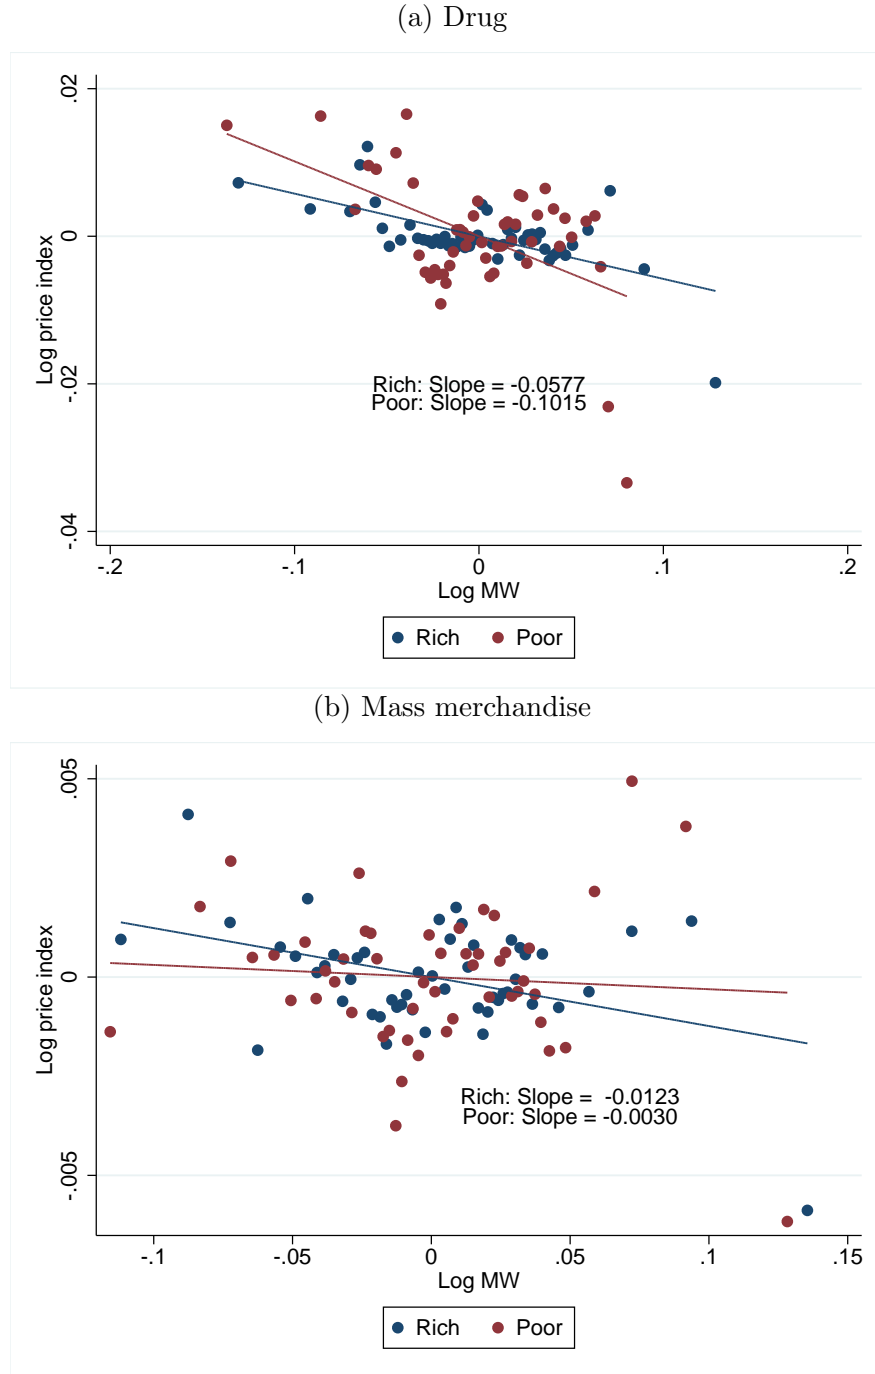 (a) Drug
.02
0
-.02
-.04
Log price index
Rich: Slope = -0.0577
Poor: Slope = -0.1015
-.2 -.1 0 .1 .2
Log MW
Rich Poor
(b) Mass merchandise
.005
0
-.005
Log price index
Rich: Slope = -0.0123
Poor: Slope = -0.0030
-.1 -.05 0 .05 .1 .15
Log MW
Rich Poor